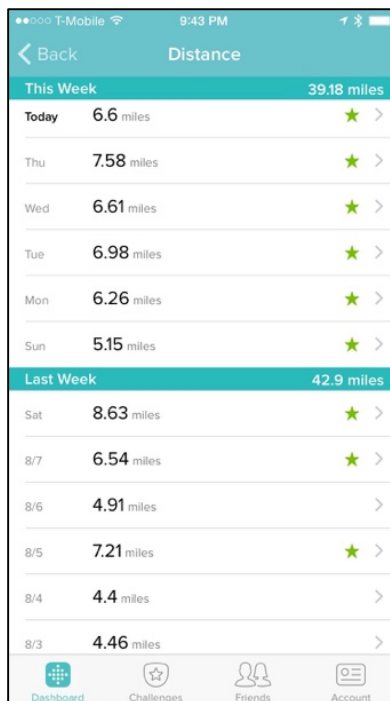 T-Mobile 9:43 PM
Back Distance
This Week 39.18 miles
Today 6.6 miles
Thu 7.58 miles
Wed 6.61 miles
Tue 6.98 miles
Mon 6.26 miles
Sun 5.15 miles
Last Week 42.9 miles
Sat 8.63 miles
8/7 6.54 miles
8/6 4.91 miles
8/5 7.21 miles
8/4 4.4 miles
8/3 4.46 miles
Dashboard Challenges Friends Account